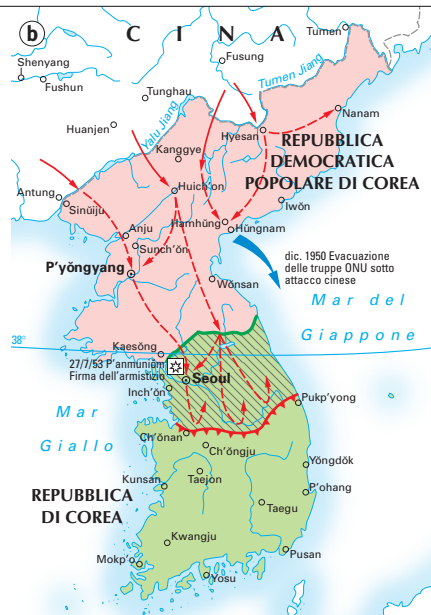 b
C I N A
Tumen
Shenyang
Fushun
Fusung
Tunghau
Yalu Jiang
Tumen Jiang
Huanjen
Nanam
Hyesan
Kanggye
REPUBBLICA
DEMOCRATICA
POPOLARE DI COREA
Antung
Sinŭiju
Huich'on
Iwŏn
Anju
Hamhŭng
Hŭngnam
Sunch'ŏn
P'yŏngyang
dic. 1950 Evacuazione
delle truppe ONU sotto
attacco cinese
Wŏnsan
Mar del
Giappone
38°
Kaesŏng
27/7/53 P'anmunjŏm
Firma dell'armistizio
Seoul
Inch'ŏn
Pukp'yong
Mar
Giallo
Ch'ŏnan
Ch'ŏngju
Yŏngdŏk
Kunsan
Taejon
P'ohang
REPUBBLICA
DI COREA
Taegu
Kwangju
Pusan
Mokp'o
Yosu